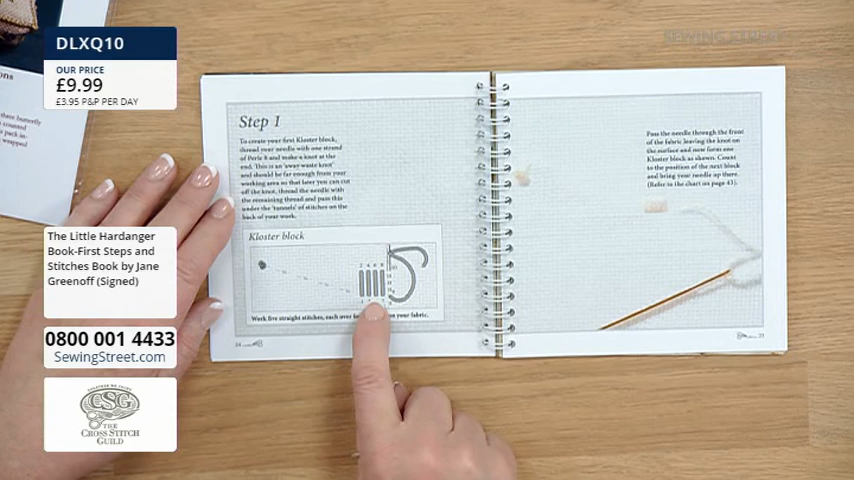 SEWING STREET
DLXQ10
OUR PRICE
£9.99
£3.95 P&P PER DAY
The Little Hardanger
Book-First Steps and
Stitches Book by Jane
Greenoff (Signed)
0800 001 4433
SewingStreet.com
CSG
THE
CROSS STITCH
GUILD
Step 1
To create your first Kloster block,
thread your needle with one strand
of Perle 8 and make a knot at the
end. This is an 'away waste knot'
and should be far enough from your
working area so that later you can cut
off the knot, thread the needle with
the remaining thread and pass this
under the 'tunnels' of stitches on the
back of your work.
Kloster block
Work five straight stitches, each over
on your fabric.
Pass the needle through the front
of the fabric leaving the knot on
the surface and now form one
Kloster block as shown. Count
to the position of the next block
and bring your needle up there.
(Refer to the chart on page 43).